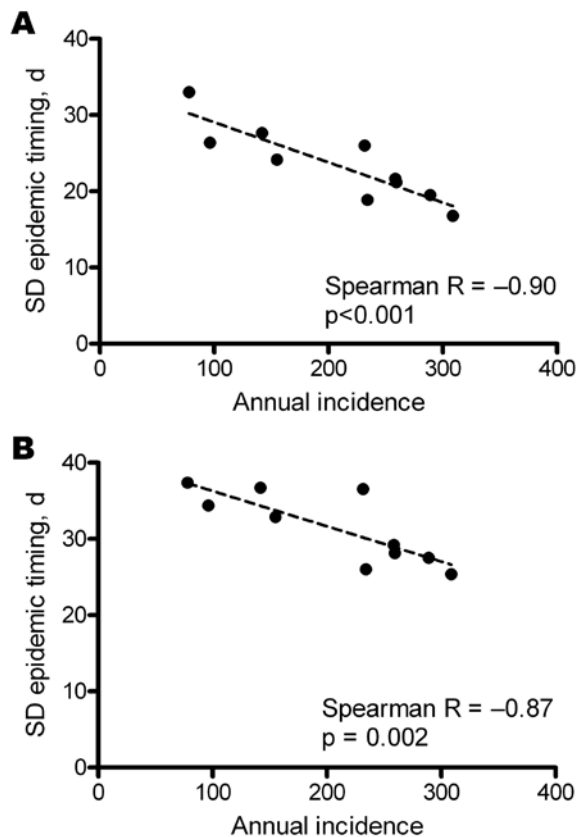 A
SD epidemic timing, d
40
30
20
10
0
Spearman R = –0.90
p<0.001
0 100 200 300 400
Annual incidence
B
SD epidemic timing, d
40
30
20
10
0
Spearman R = –0.87
p = 0.002
0 100 200 300 400
Annual incidence